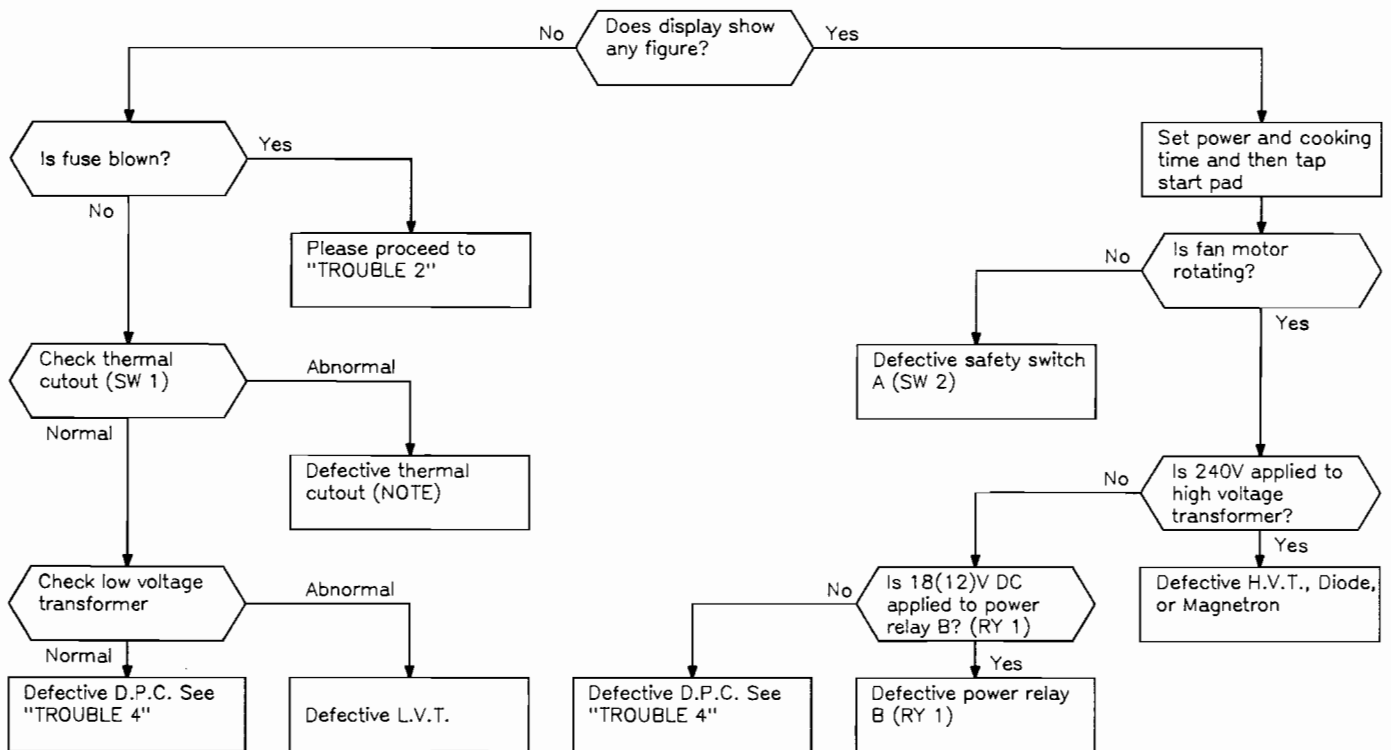 Does display show
any figure?
No
Yes
Is fuse blown?
Yes
No
Please proceed to
"TROUBLE 2"
Check thermal
cutout (SW 1)
Abnormal
Normal
Defective thermal
cutout (NOTE)
Check low voltage
transformer
Abnormal
Normal
Defective D.P.C. See
"TROUBLE 4"
Defective L.V.T.
Set power and cooking
time and then tap
start pad
Is fan motor
rotating?
No
Yes
Defective safety switch
A (SW 2)
Is 240V applied to
high voltage
transformer?
No
Yes
Is 18(12)V DC
applied to power
relay B? (RY 1)
No
Yes
Defective D.P.C. See
"TROUBLE 4"
Defective power relay
B (RY 1)
Defective H.V.T., Diode,
or Magnetron